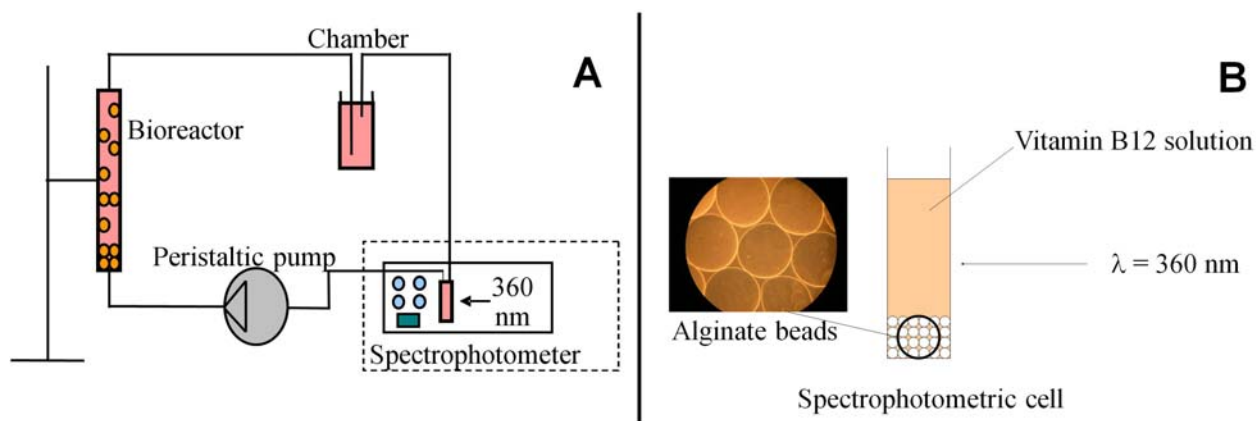 Chamber
A
Bioreactor
Peristaltic pump
360
nm
Spectrophotometer
B
Vitamin B12 solution
λ = 360 nm
Alginate beads
Spectrophotometric cell